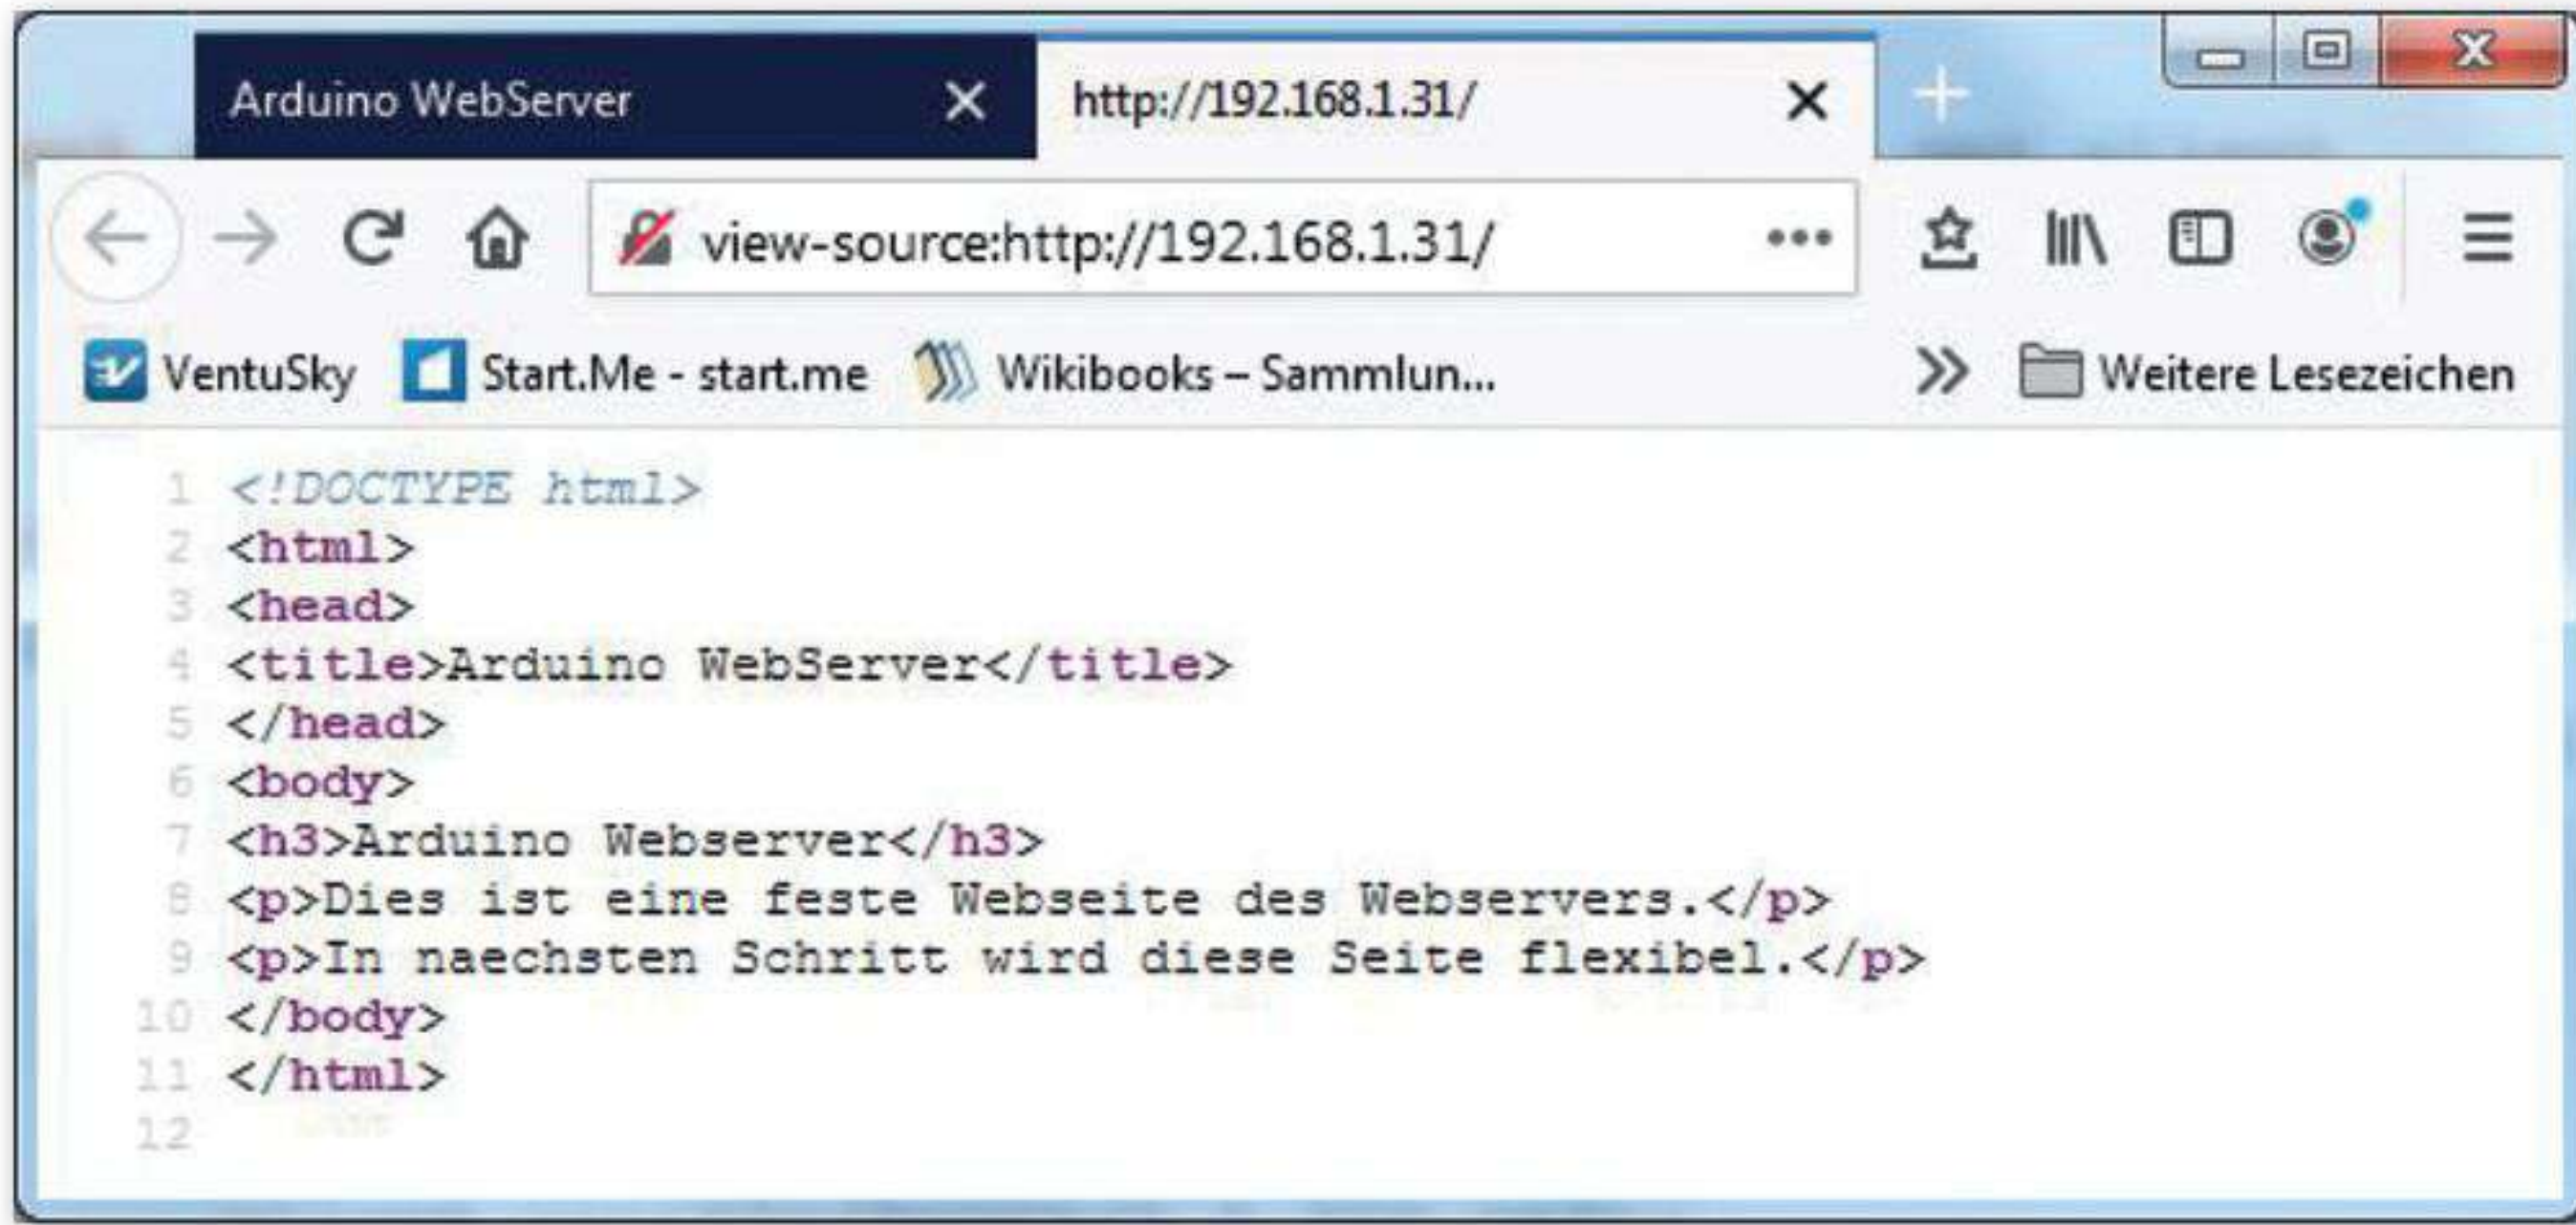 Arduino WebServer
http://192.168.1.31/
view-source:http://192.168.1.31/
VentuSky Start.Me - start.me Wikibooks – Sammlun... Weitere Lesezeichen
1 <!DOCTYPE html>
2 <html>
3 <head>
4 <title>Arduino WebServer</title>
5 </head>
6 <body>
7 <h3>Arduino Webserver</h3>
8 <p>Dies ist eine feste Webseite des Webservers.</p>
9 <p>In naechsten Schritt wird diese Seite flexibel.</p>
10 </body>
11 </html>
12